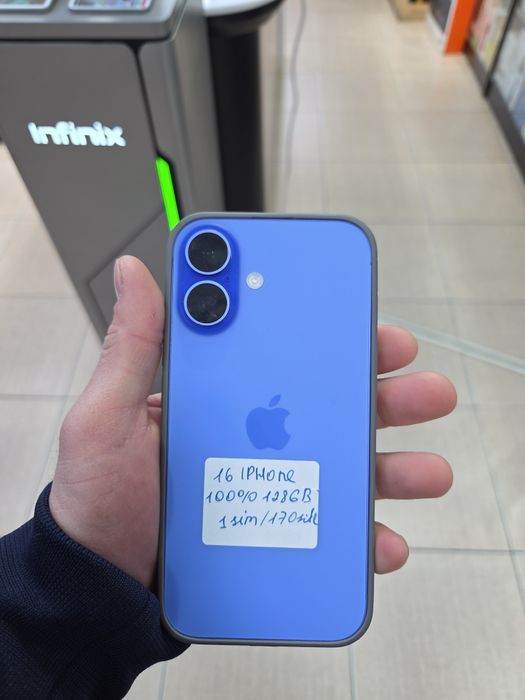 Infinix
16 IPHONE
100% 128GB
1 sim / 170sikl